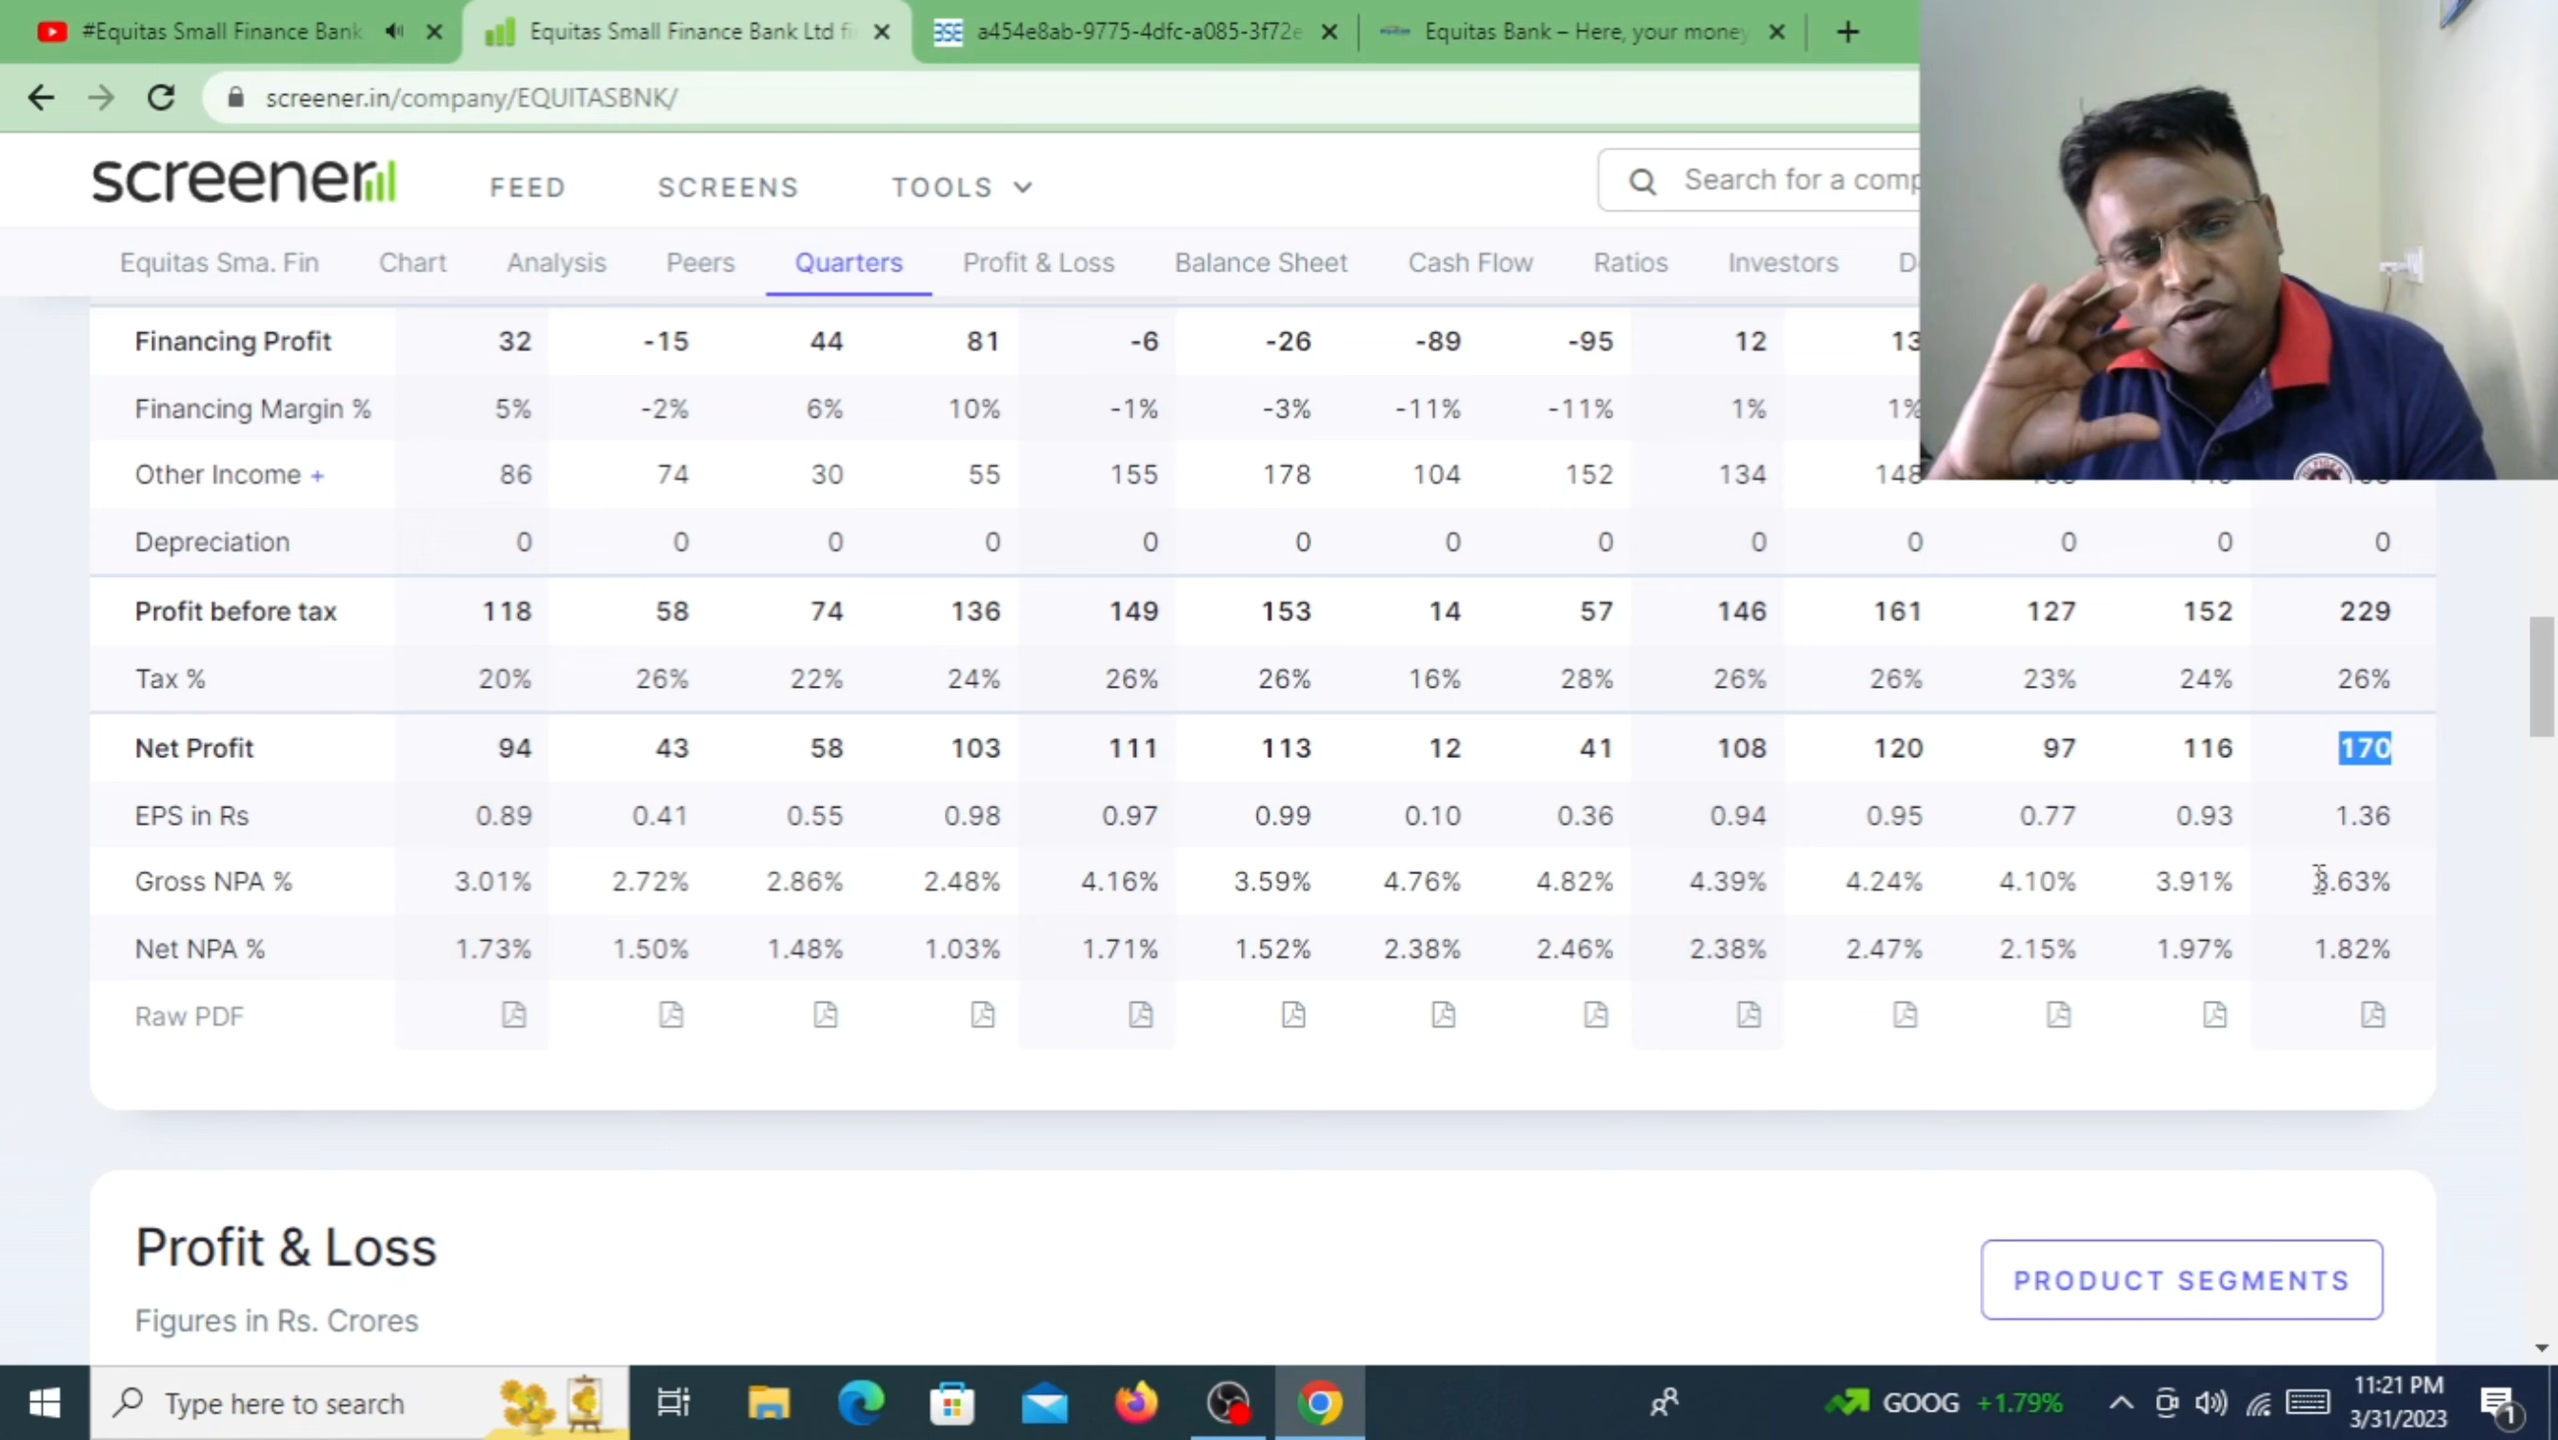 #Equitas Small Finance Bank
Equitas Small Finance Bank Ltd fi
BSE a454e8ab-9775-4dfc-a085-3f72e
Equitas Bank – Here, your money
screener.in/company/EQUITASBNK/
screener
FEED SCREENS TOOLS
Search for a comp
Equitas Sma. Fin Chart Analysis Peers Quarters Profit & Loss Balance Sheet Cash Flow Ratios Investors D
Financing Profit 32 -15 44 81 -6 -26 -89 -95 12 13
Financing Margin % 5% -2% 6% 10% -1% -3% -11% -11% 1% 1%
Other Income + 86 74 30 55 155 178 104 152 134 148
Depreciation 0 0 0 0 0 0 0 0 0 0 0 0 0
Profit before tax 118 58 74 136 149 153 14 57 146 161 127 152 229
Tax % 20% 26% 22% 24% 26% 26% 16% 28% 26% 26% 23% 24% 26%
Net Profit 94 43 58 103 111 113 12 41 108 120 97 116 170
EPS in Rs 0.89 0.41 0.55 0.98 0.97 0.99 0.10 0.36 0.94 0.95 0.77 0.93 1.36
Gross NPA % 3.01% 2.72% 2.86% 2.48% 4.16% 3.59% 4.76% 4.82% 4.39% 4.24% 4.10% 3.91% 3.63%
Net NPA % 1.73% 1.50% 1.48% 1.03% 1.71% 1.52% 2.38% 2.46% 2.38% 2.47% 2.15% 1.97% 1.82%
Raw PDF
Profit & Loss
PRODUCT SEGMENTS
Figures in Rs. Crores
Type here to search
GOOG +1.79%
11:21 PM
3/31/2023
1